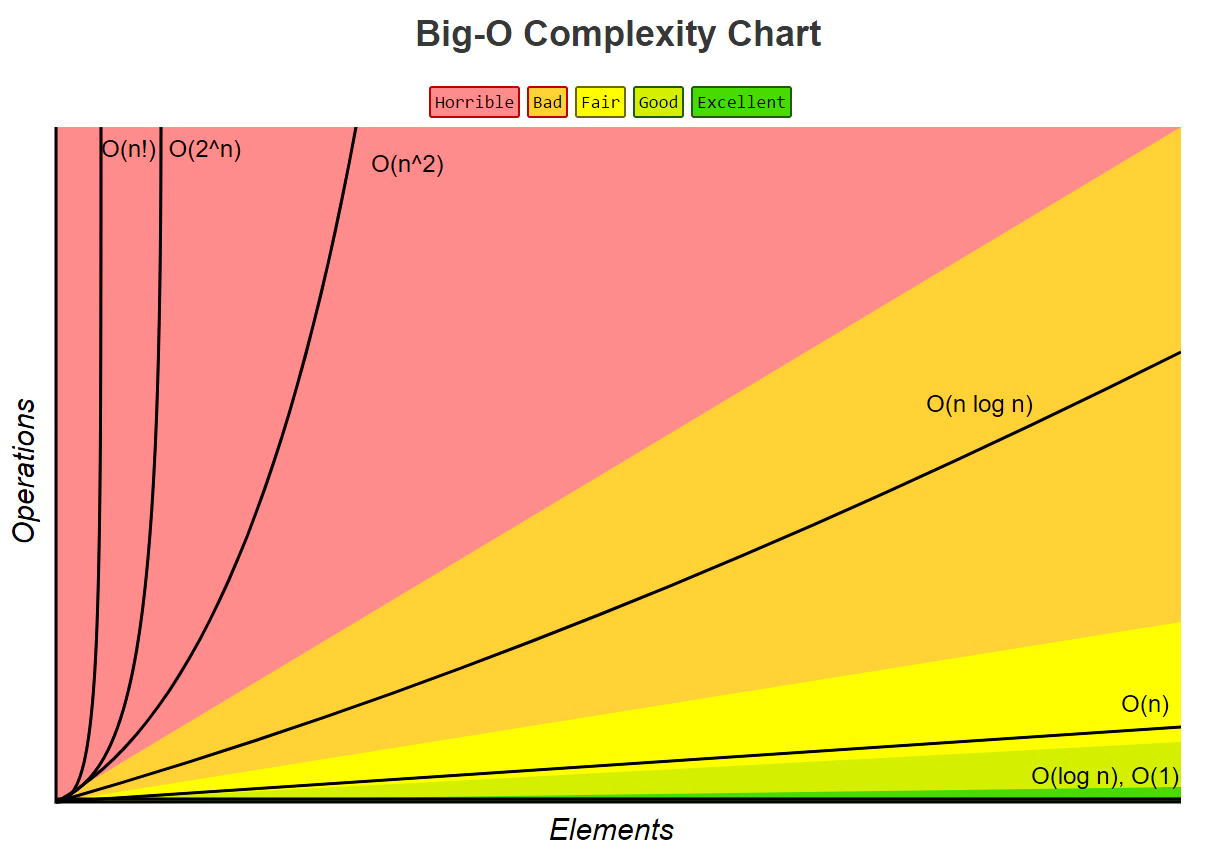 Big-O Complexity Chart
Horrible Bad Fair Good Excellent
O(n!) O(2^n)
O(n^2)
O(n log n)
O(n)
O(log n), O(1)
Operations
Elements